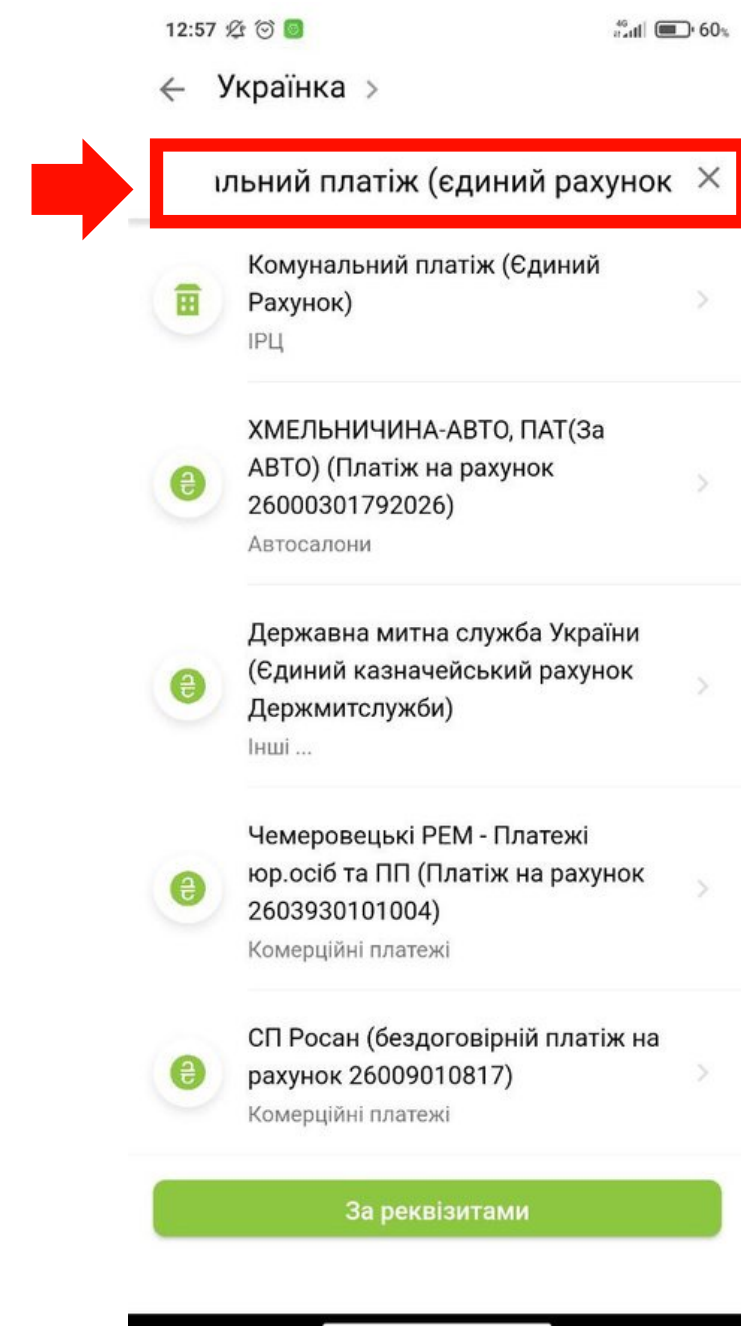 12:57 4G 60%
Українка
льний платіж (єдиний рахунок
Комунальний платіж (Єдиний
Рахунок)
ІРЦ
ХМЕЛЬНИЧИНА-АВТО, ПАТ(За
АВТО) (Платіж на рахунок
26000301792026)
Автосалони
Державна митна служба України
(Єдиний казначейський рахунок
Держмитслужби)
Інші ...
Чемеровецькі РЕМ - Платежі
юр.осіб та ПП (Платіж на рахунок
2603930101004)
Комерційні платежі
СП Росан (бездоговірній платіж на
рахунок 26009010817)
Комерційні платежі
За реквізитами